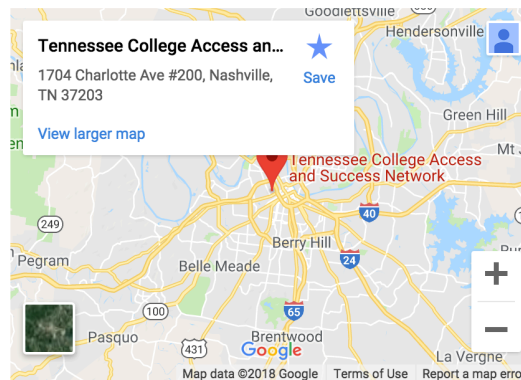 Goodlettsville
Tennessee College Access an...
Hendersonville
1704 Charlotte Ave #200, Nashville,
TN 37203
Save
View larger map
Green Hill
Mt J
Tennessee College Access
and Success Network
40
249
Berry Hill
24
Pegram
Belle Meade
100
65
Pasquo
431
Brentwood
Google
La Vergne
Map data ©2018 Google
Terms of Use
Report a map erro